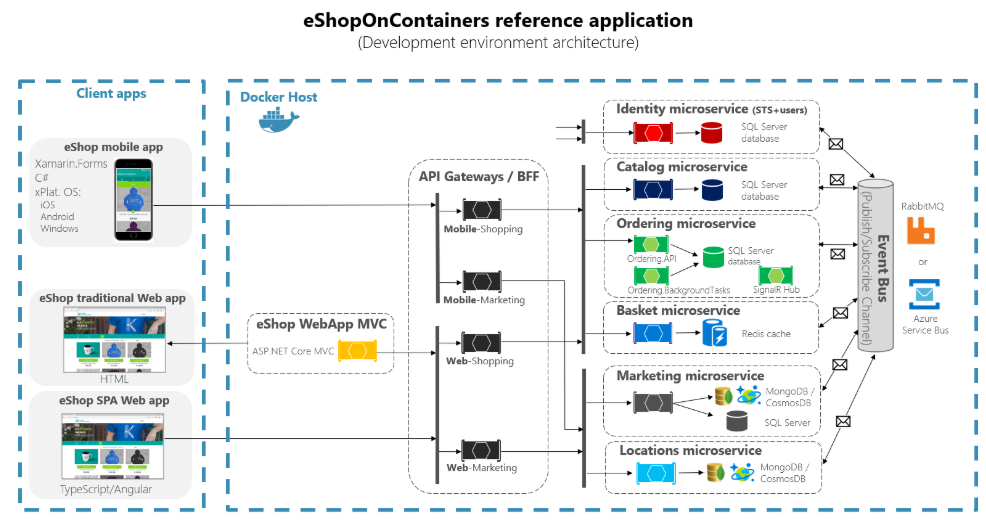 eShopOnContainers reference application
(Development environment architecture)
Client apps
eShop mobile app
Xamarin.Forms
C#
xPlat. OS:
iOS
Android
Windows
eShop traditional Web app
HTML
eShop SPA Web app
TypeScript/Angular
Docker Host
eShop WebApp MVC
ASP.NET Core MVC
API Gateways / BFF
Mobile-Shopping
Mobile-Marketing
Web-Shopping
Web-Marketing
Identity microservice (STS+users)
SQL Server
database
Catalog microservice
SQL Server
database
Ordering microservice
Ordering.API
SQL Server
database
Ordering.BackgroundTasks
SignalR Hub
Basket microservice
Redis cache
Marketing microservice
MongoDB /
CosmosDB
SQL Server
Locations microservice
MongoDB /
CosmosDB
Event Bus
(Publish/Subscribe Channel)
RabbitMQ
or
Azure
Service Bus